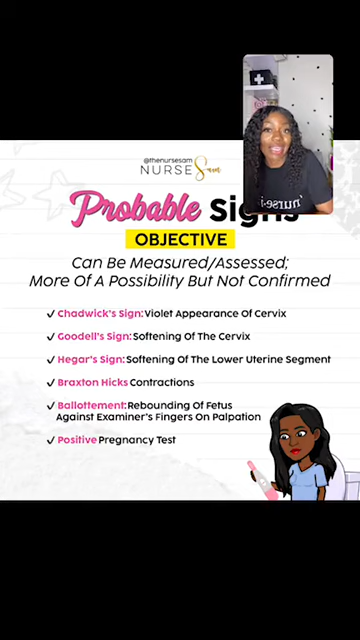 @thenursesam
NURSE Sam
Probable Signs
OBJECTIVE
Can Be Measured/Assessed;
More Of A Possibility But Not Confirmed
✓ Chadwick's Sign: Violet Appearance Of Cervix
✓ Goodell's Sign: Softening Of The Cervix
✓ Hegar's Sign: Softening Of The Lower Uterine Segment
✓ Braxton Hicks Contractions
✓ Ballottement: Rebounding Of Fetus
Against Examiner's Fingers On Palpation
✓ Positive Pregnancy Test